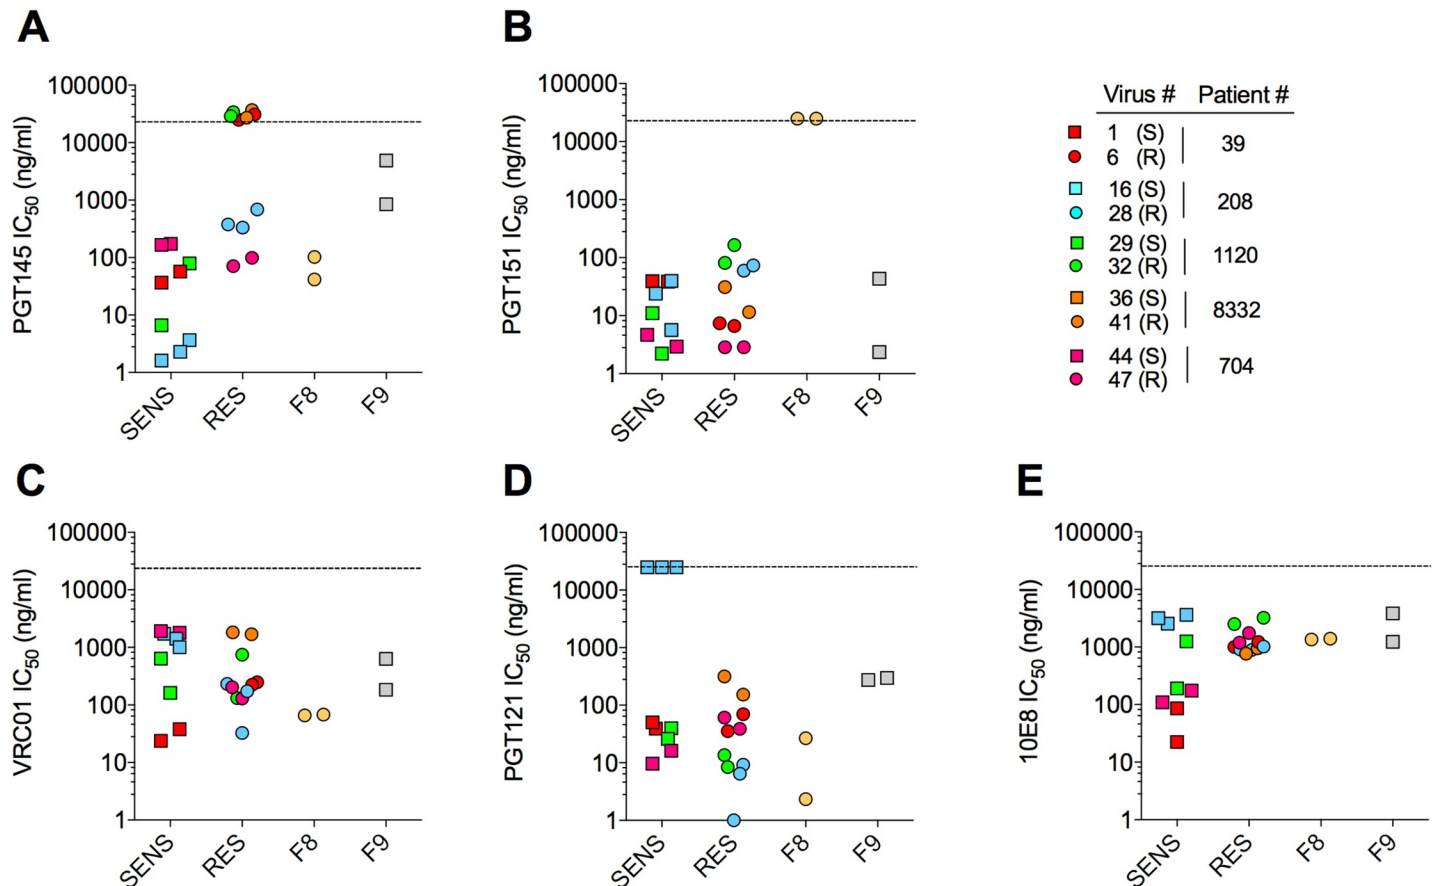 A
PGT145 IC50 (ng/ml)
100000
10000
1000
100
10
1
SENS
RES
F8
F9
B
PGT151 IC50 (ng/ml)
100000
10000
1000
100
10
1
SENS
RES
F8
F9
Virus # Patient #
1 (S)
6 (R)
39
16 (S)
28 (R)
208
29 (S)
32 (R)
1120
36 (S)
41 (R)
8332
44 (S)
47 (R)
704
C
VRC01 IC50 (ng/ml)
100000
10000
1000
100
10
1
SENS
RES
F8
F9
D
PGT121 IC50 (ng/ml)
100000
10000
1000
100
10
1
SENS
RES
F8
F9
E
10E8 IC50 (ng/ml)
100000
10000
1000
100
10
1
SENS
RES
F8
F9